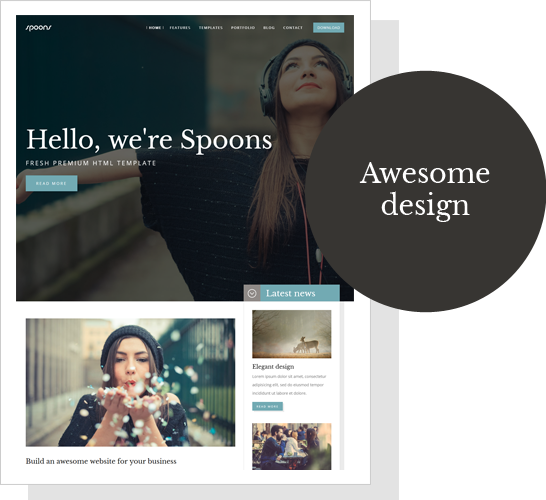 spoons
HOME FEATURES TEMPLATES PORTFOLIO BLOG CONTACT DOWNLOAD
Hello, we're Spoons
FRESH PREMIUM HTML TEMPLATE
READ MORE
Awesome
design
Latest news
Elegant design
Lorem ipsum dolor sit amet, consectetur
adipiscing elit, sed do eiusmod tempor
incididunt ut labore et dolore
READ MORE
Build an awesome website for your business